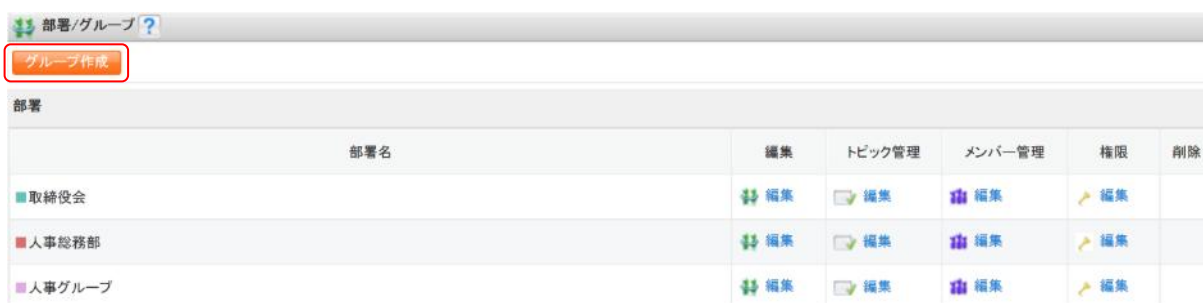 部署/グループ ?
グループ作成
部署
部署名 編集 トピック管理 メンバー管理 権限 削除
取締役会 編集 編集 編集 編集
人事総務部 編集 編集 編集 編集
人事グループ 編集 編集 編集 編集